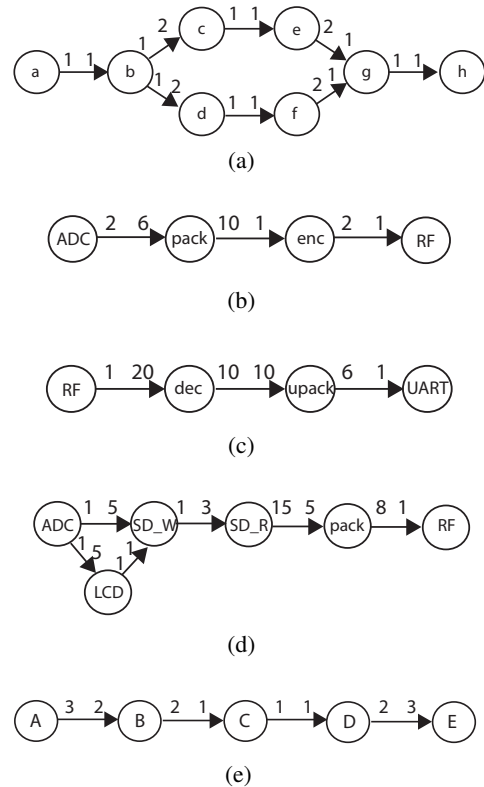 1 2 1 1 2 1
a 1 1 b c e g 1 1 h
1 2 1 1 2 1
d f
(a)
2 6 10 1 2 1
ADC pack enc RF
(b)
1 20 10 10 6 1
RF dec upack UART
(c)
1 5 1 3 15 5 8 1
ADC SD_W SD_R pack RF
1 5 1 1
LCD
(d)
3 2 2 1 1 1 2 3
A B C D E
(e)